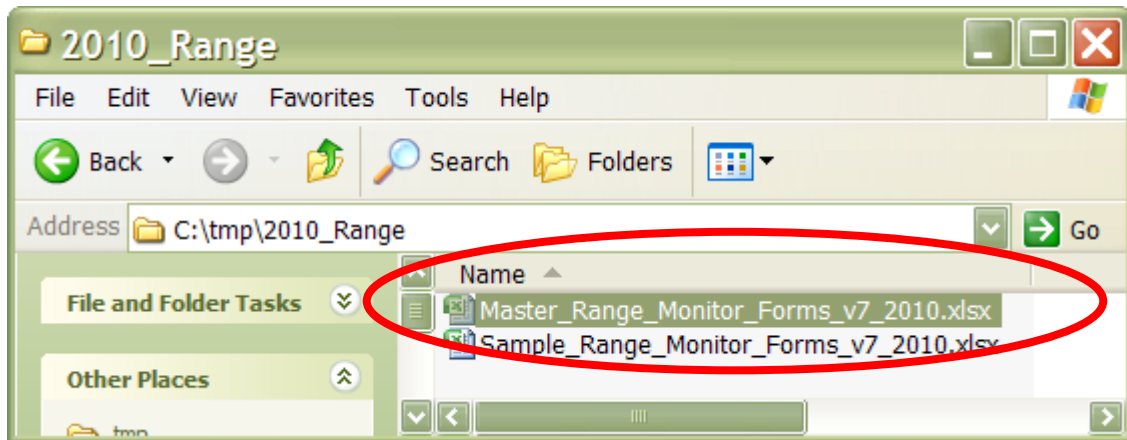 2010_Range
File Edit View Favorites Tools Help
Back Search Folders
Address C:\tmp\2010_Range Go
Name
File and Folder Tasks
Master_Range_Monitor_Forms_v7_2010.xlsx
Sample_Range_Monitor_Forms_v7_2010.xlsx
Other Places
tmp